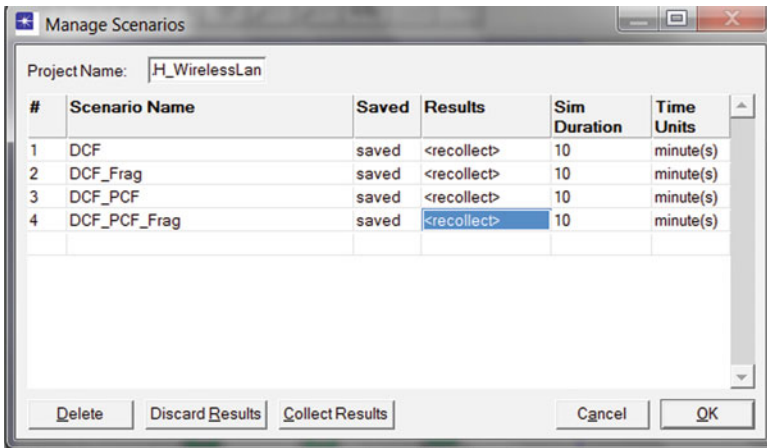 Manage Scenarios
Project Name: .H_WirelessLan
# Scenario Name Saved Results Sim Duration Time Units
1 DCF saved <recollect> 10 minute(s)
2 DCF_Frag saved <recollect> 10 minute(s)
3 DCF_PCF saved <recollect> 10 minute(s)
4 DCF_PCF_Frag saved <recollect> 10 minute(s)
Delete Discard Results Collect Results Cancel OK